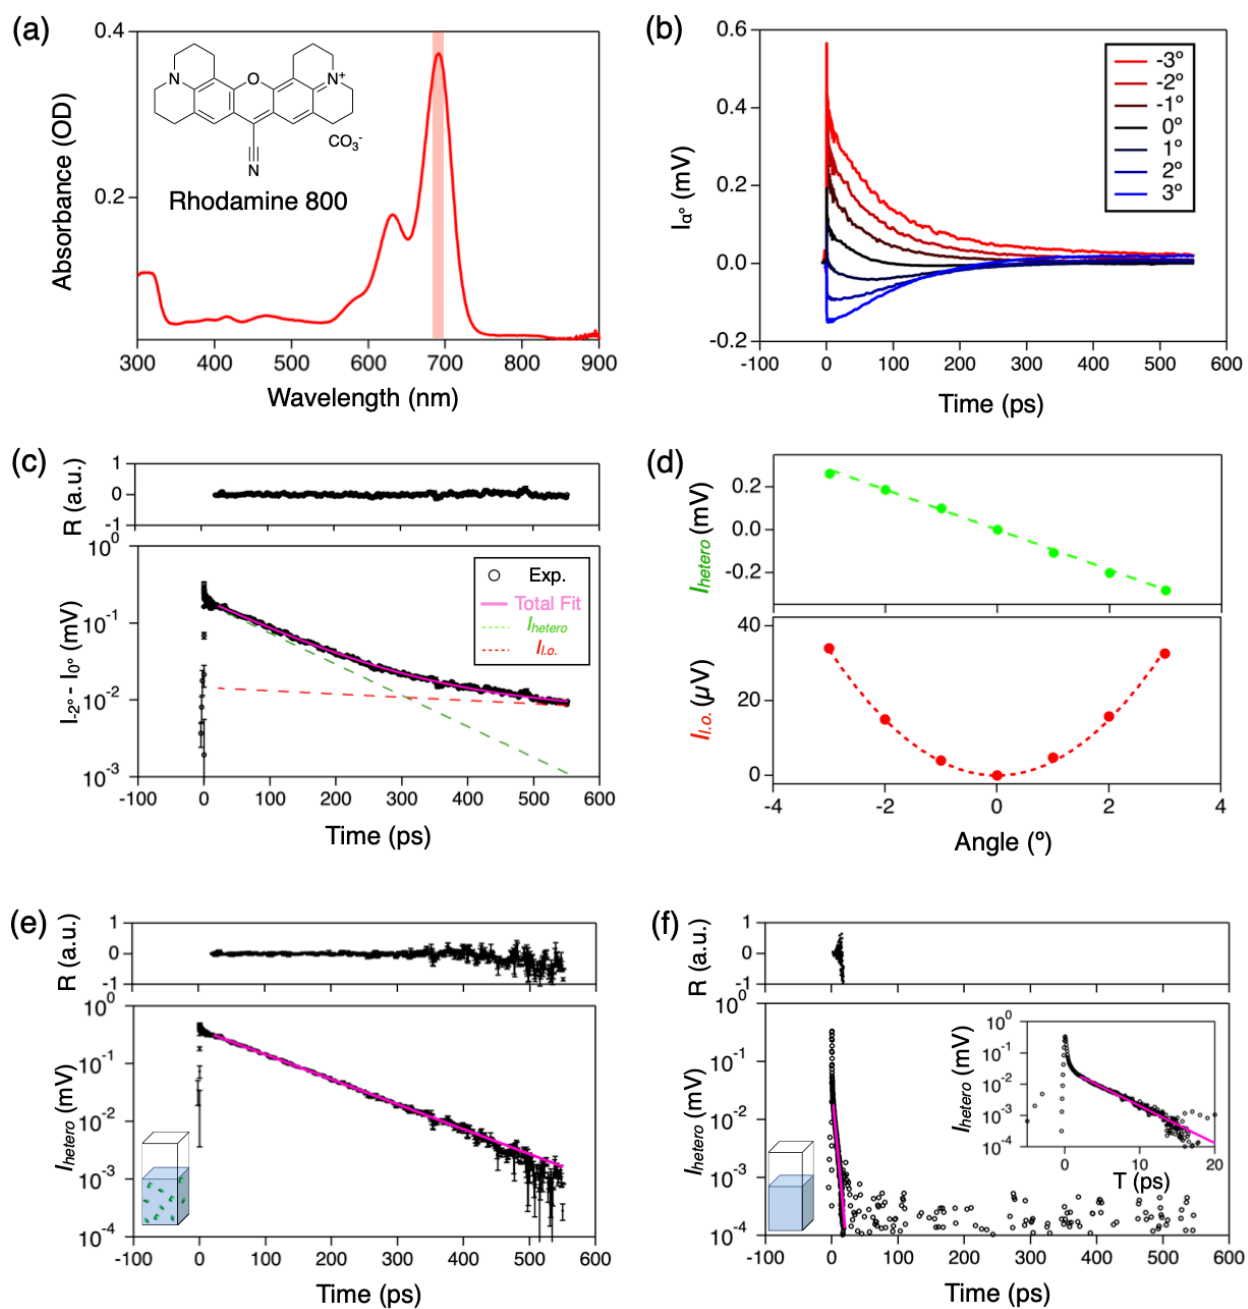 (a)
Absorbance (OD)
0.4
0.2
N
O
N+
CO3-
N
Rhodamine 800
300 400 500 600 700 800 900
Wavelength (nm)
(b)
Iα° (mV)
0.6
0.4
0.2
0.0
-0.2
-3º
-2º
-1º
0º
1º
2º
3º
-100 0 100 200 300 400 500 600
Time (ps)
(c)
R (a.u.)
1
0
-1
I-2° - I0° (mV)
10^0
10^-1
10^-2
10^-3
Exp.
Total Fit
Ihetero
Il.o.
-100 0 100 200 300 400 500 600
Time (ps)
(d)
Ihetero (mV)
0.2
0.0
-0.2
Il.o. (µV)
40
20
0
-4 -2 0 2 4
Angle (º)
(e)
R (a.u.)
1
0
-1
Ihetero (mV)
10^0
10^-1
10^-2
10^-3
10^-4
-100 0 100 200 300 400 500 600
Time (ps)
(f)
R (a.u.)
1
0
-1
Ihetero (mV)
10^0
10^-1
10^-2
10^-3
10^-4
Ihetero (mV)
10^0
10^-1
10^-2
10^-3
10^-4
0 10 20
T (ps)
-100 0 100 200 300 400 500 600
Time (ps)